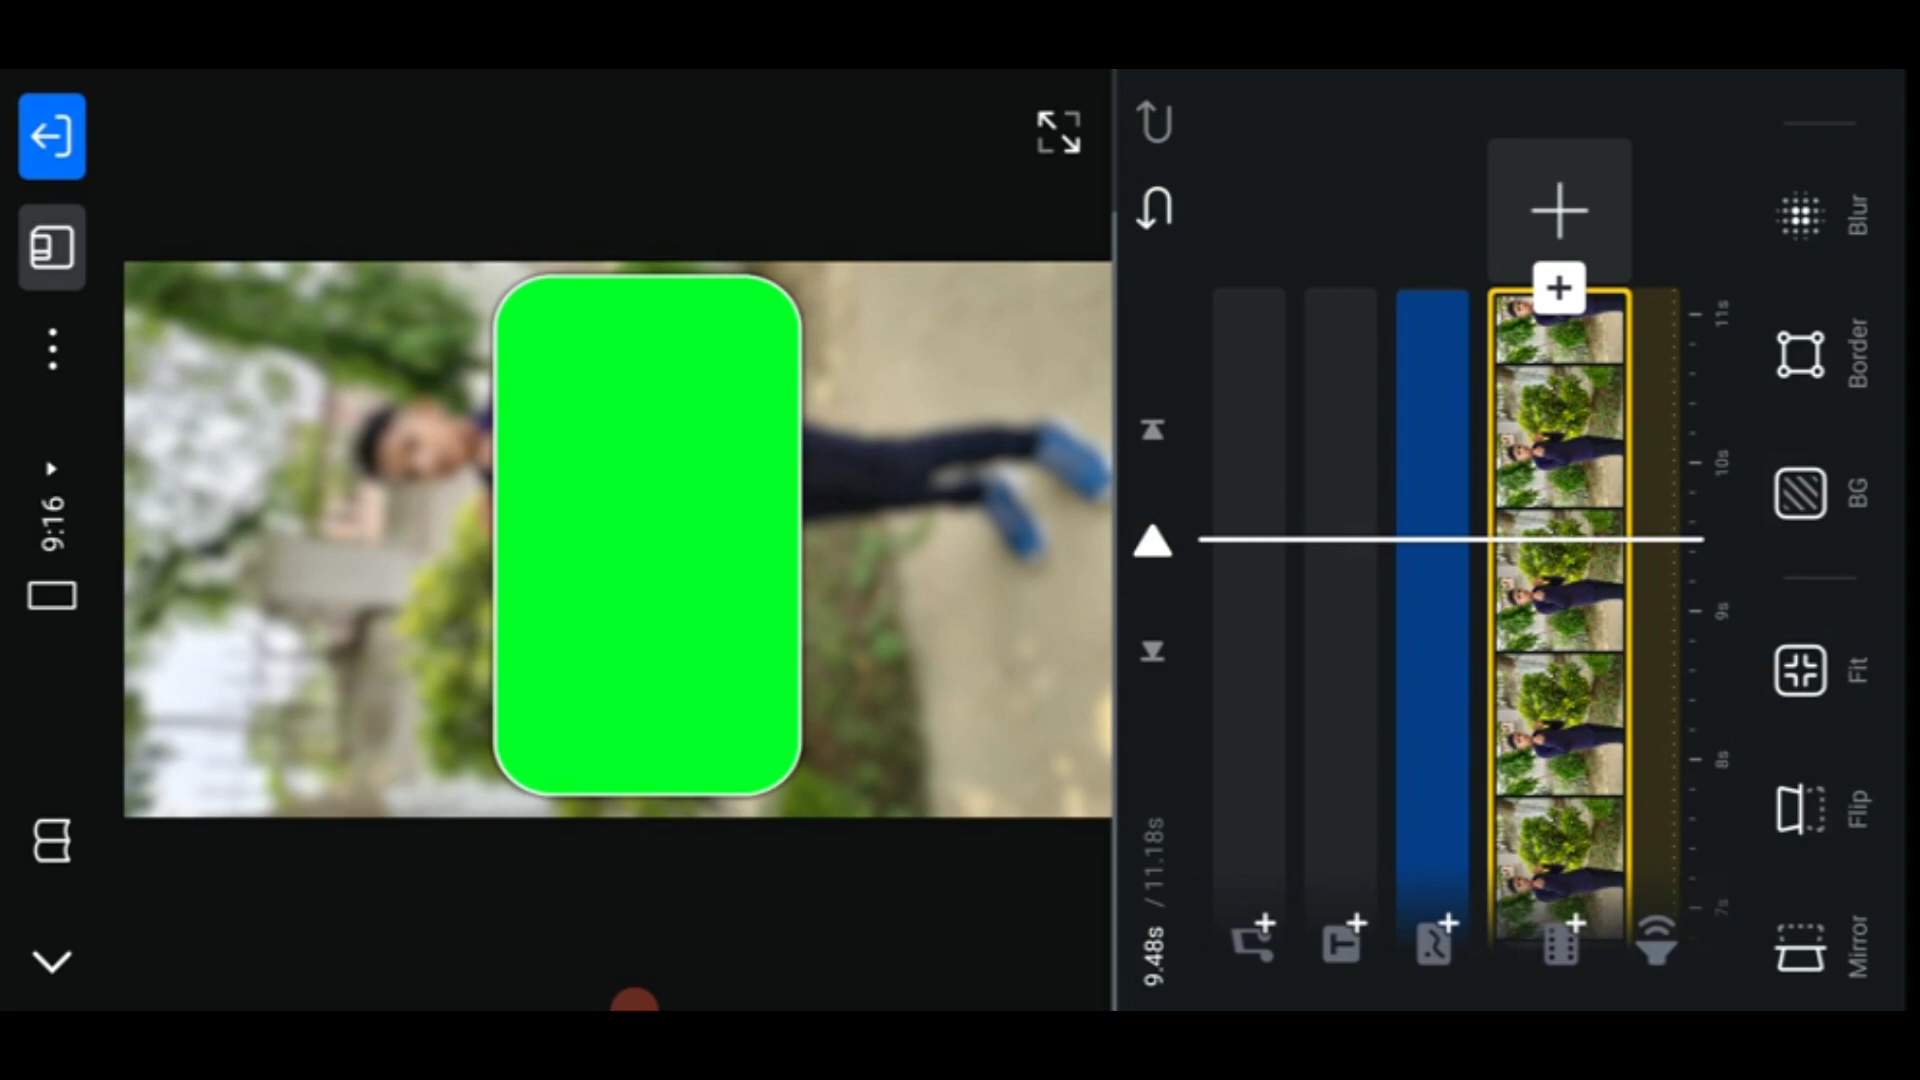 9:16
9.48s / 11.18s
T
7s
8s
9s
10s
11s
Mirror
Flip
Fit
BG
Border
Blur